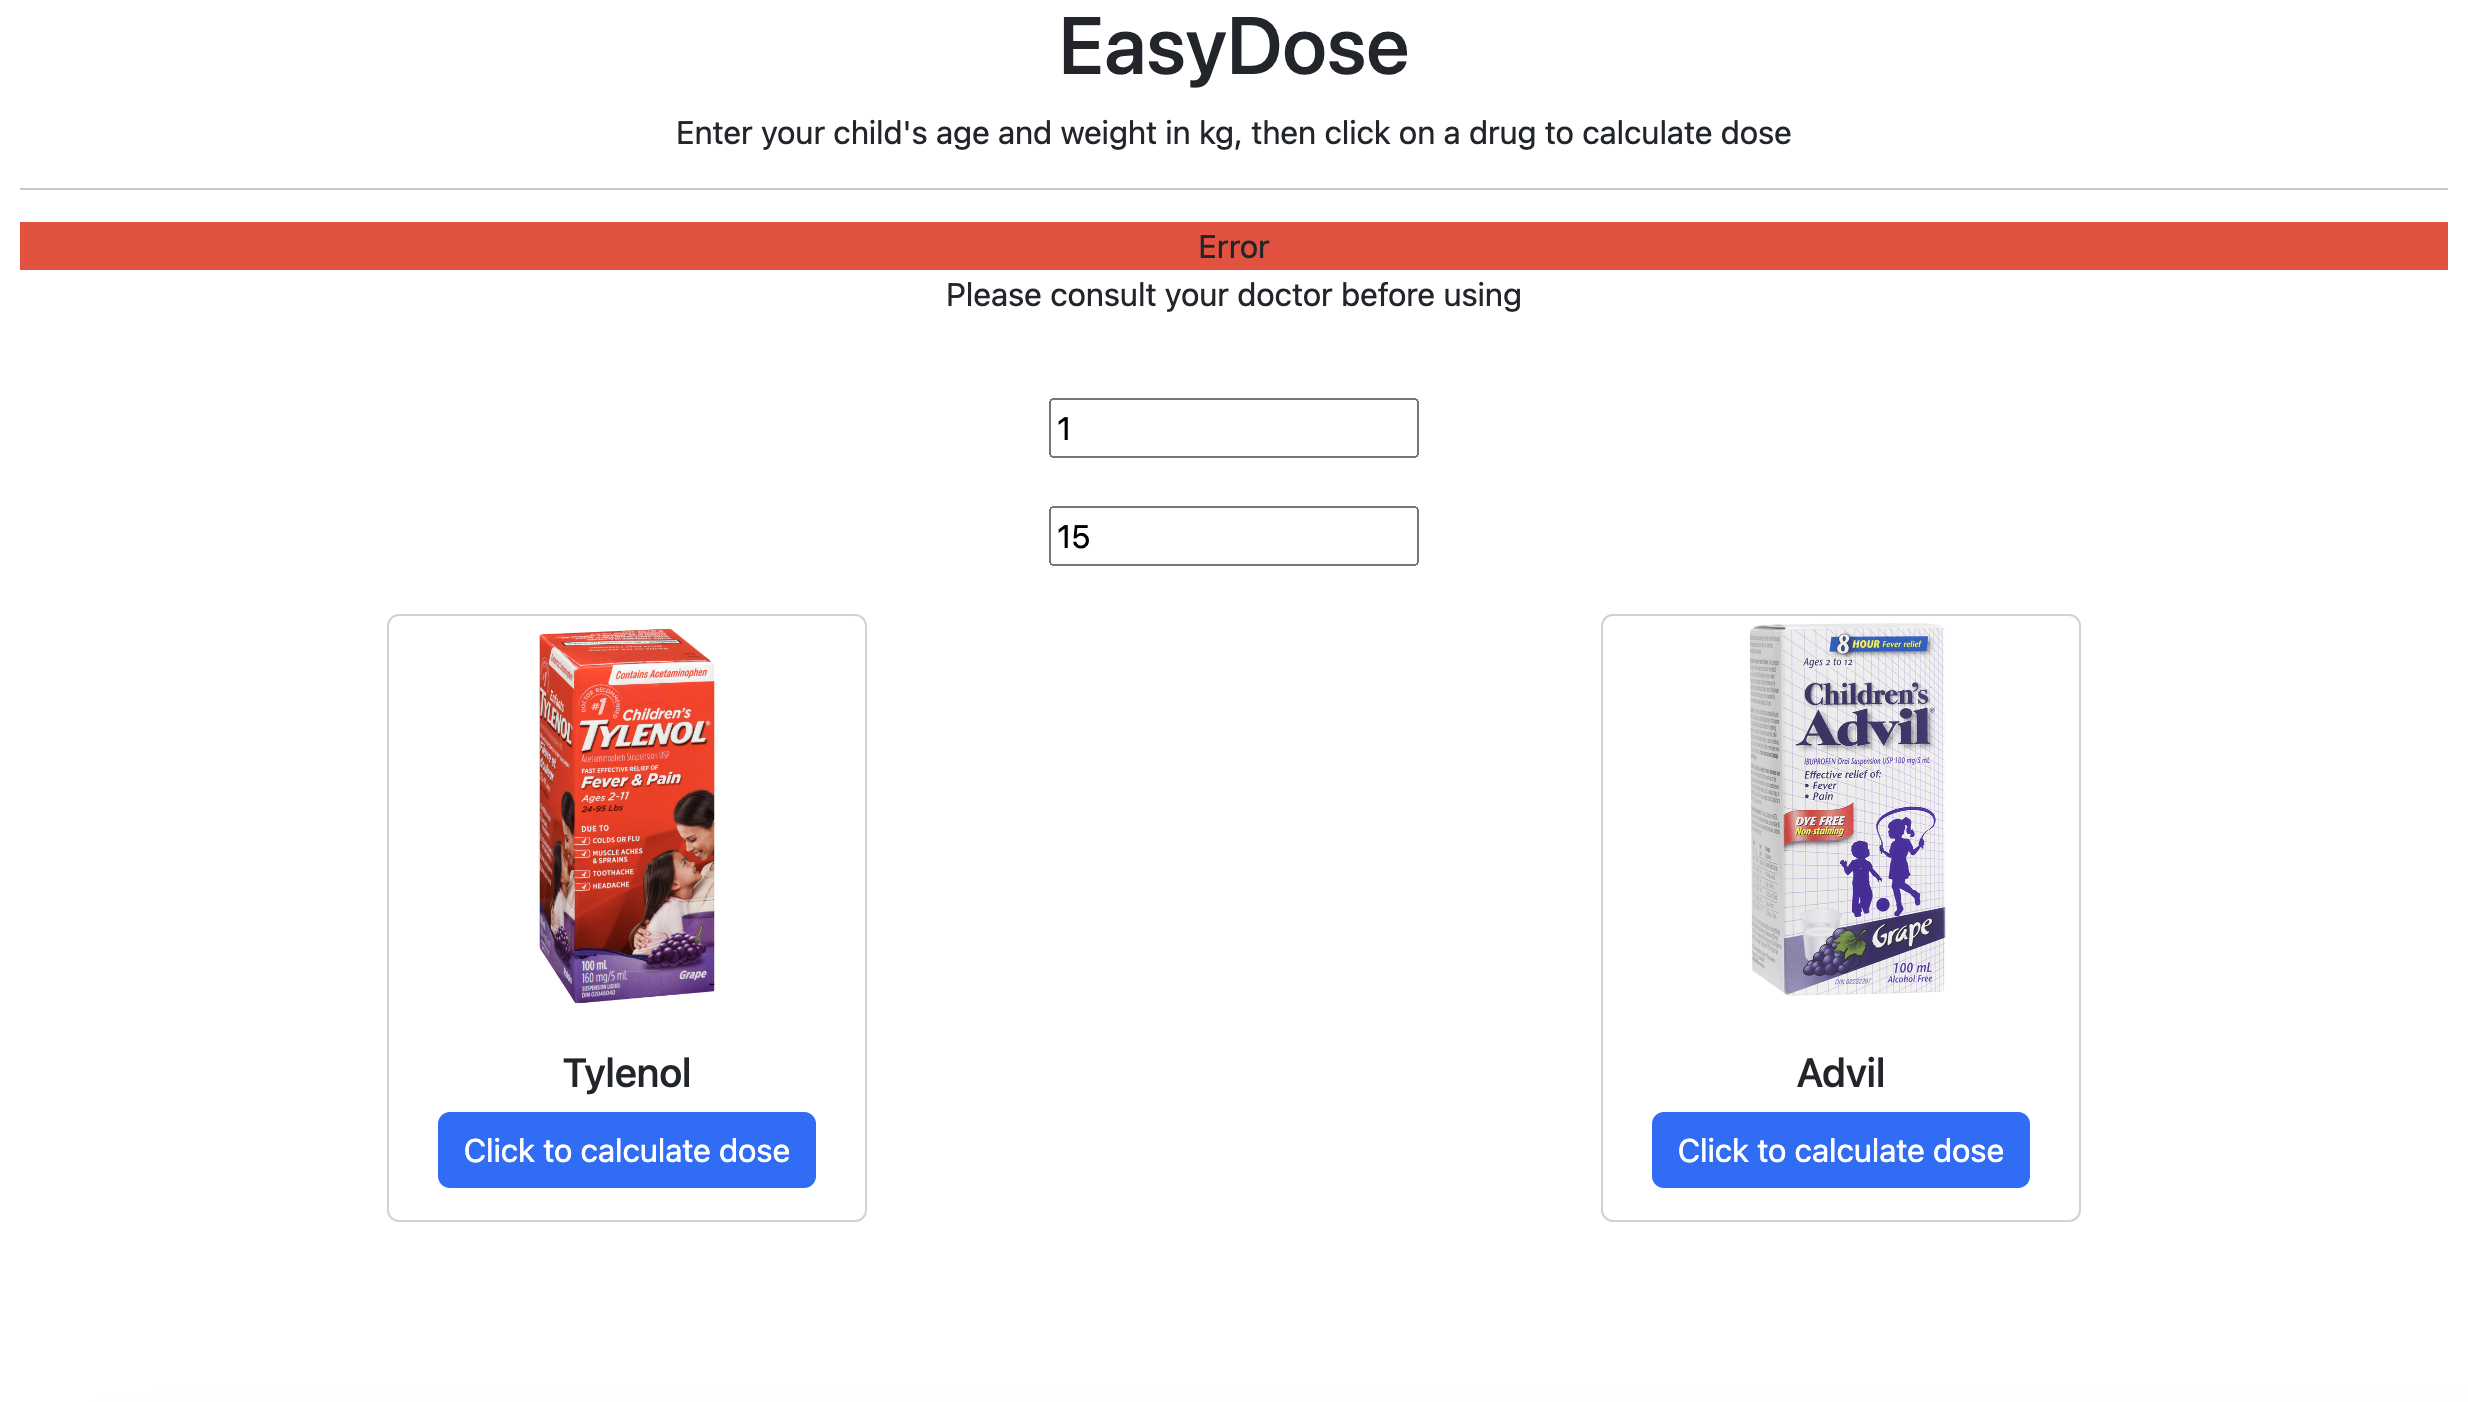 EasyDose
Enter your child's age and weight in kg, then click on a drug to calculate dose
Error
Please consult your doctor before using
1
15
Contains Acetaminophen
DOCTOR RECOMMENDED
#1
Children's
TYLENOL®
Acetaminophen Suspension USP
FAST EFFECTIVE RELIEF OF
Fever & Pain
Ages 2-11
24-95 Lbs
DUE TO
COLDS OR FLU
MUSCLE ACHES
& SPRAINS
TOOTHACHE
HEADACHE
100 mL
160 mg/5 mL
SUSPENSION LIQUID
Grape
TYLENOL
Tylenol
Click to calculate dose
8 HOUR Fever relief
Ages 2 to 12
Children's
Advil®
IBUPROFEN Oral Suspension USP 100 mg/5 mL
Effective relief of:
• Fever
• Pain
DYE FREE
Non-staining
Grape
100 mL
Alcohol Free
Advil
Click to calculate dose